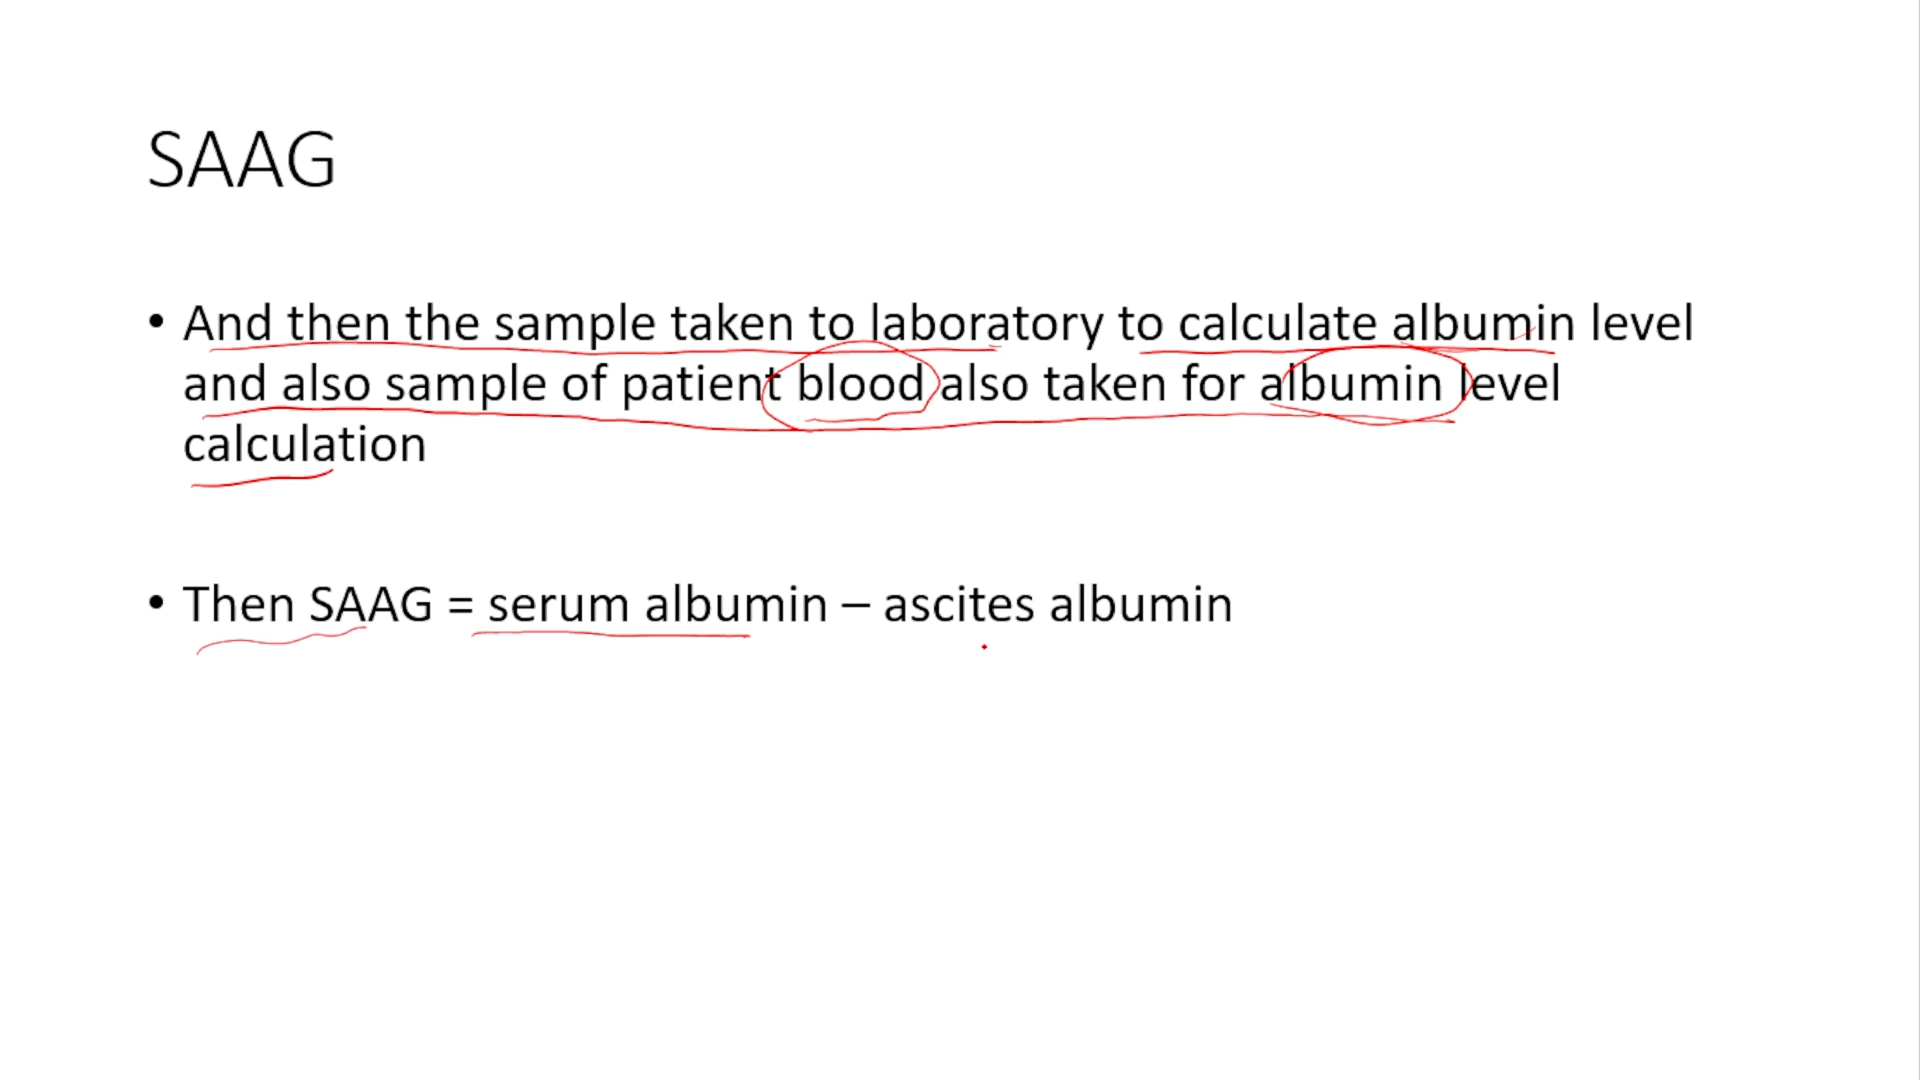 SAAG
• And then the sample taken to laboratory to calculate albumin level
and also sample of patient blood also taken for albumin level
calculation
• Then SAAG = serum albumin – ascites albumin